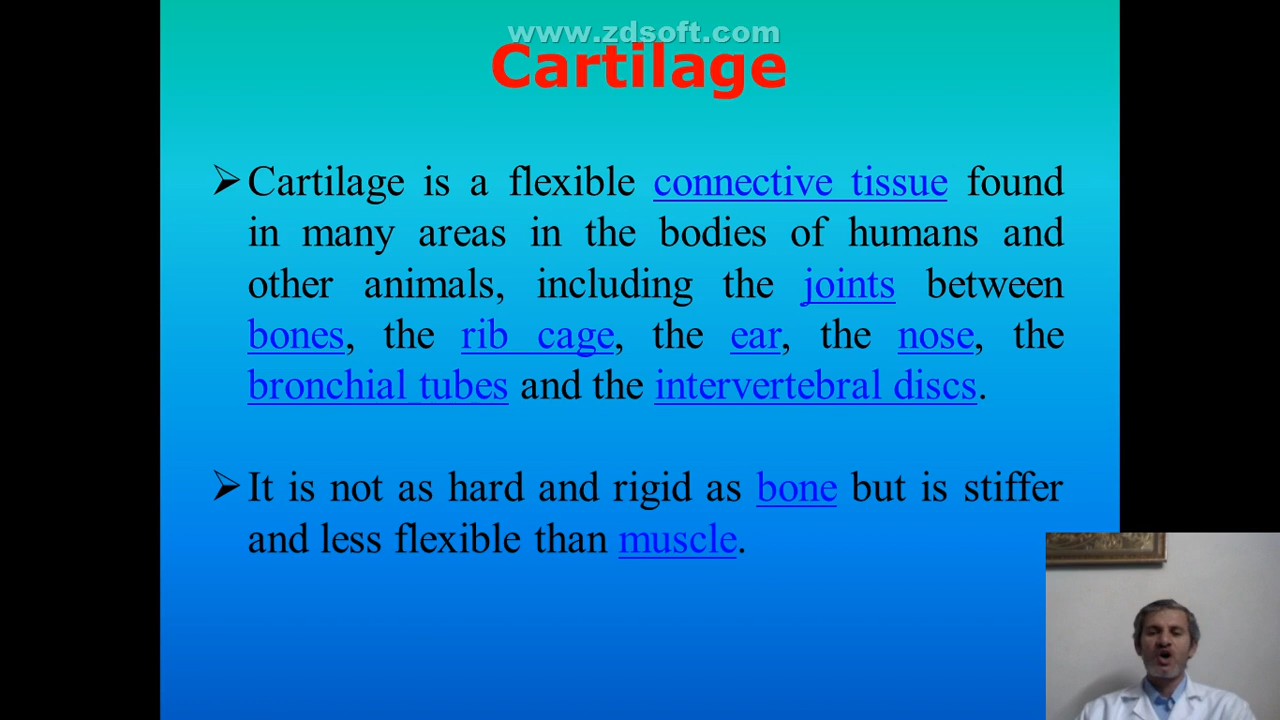 www.zdsoft.com
Cartilage
➢Cartilage is a flexible connective tissue found
in many areas in the bodies of humans and
other animals, including the joints between
bones, the rib cage, the ear, the nose, the
bronchial tubes and the intervertebral discs.
➢It is not as hard and rigid as bone but is stiffer
and less flexible than muscle.